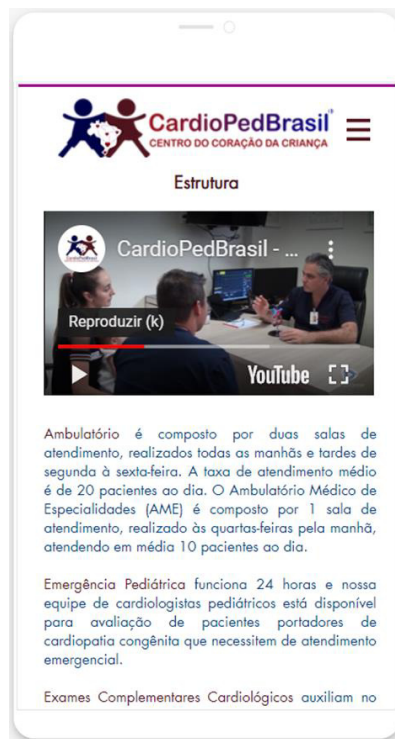 CardioPedBrasil
CENTRO DO CORAÇÃO DA CRIANÇA
Estrutura
CardioPedBrasil - ...
Reproduzir (k)
YouTube
Ambulatório é composto por duas salas de
atendimento, realizados todas as manhãs e tardes de
segunda à sexta-feira. A taxa de atendimento médio
é de 20 pacientes ao dia. O Ambulatório Médico de
Especialidades (AME) é composto por 1 sala de
atendimento, realizado às quartas-feiras pela manhã,
atendendo em média 10 pacientes ao dia.
Emergência Pediátrica funciona 24 horas e nossa
equipe de cardiologistas pediátricos está disponível
para avaliação de pacientes portadores de
cardiopatia congênita que necessitem de atendimento
emergencial.
Exames Complementares Cardiológicos auxiliam no